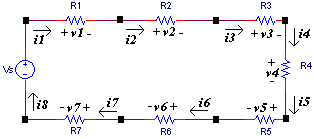 R1 R2 R3
i1 +v1- i2 +v2- i3 +v3- i4
Vs + - + v4 - R4
i8 -v7+ i7 -v6+ i6 -v5+ i5
R7 R6 R5